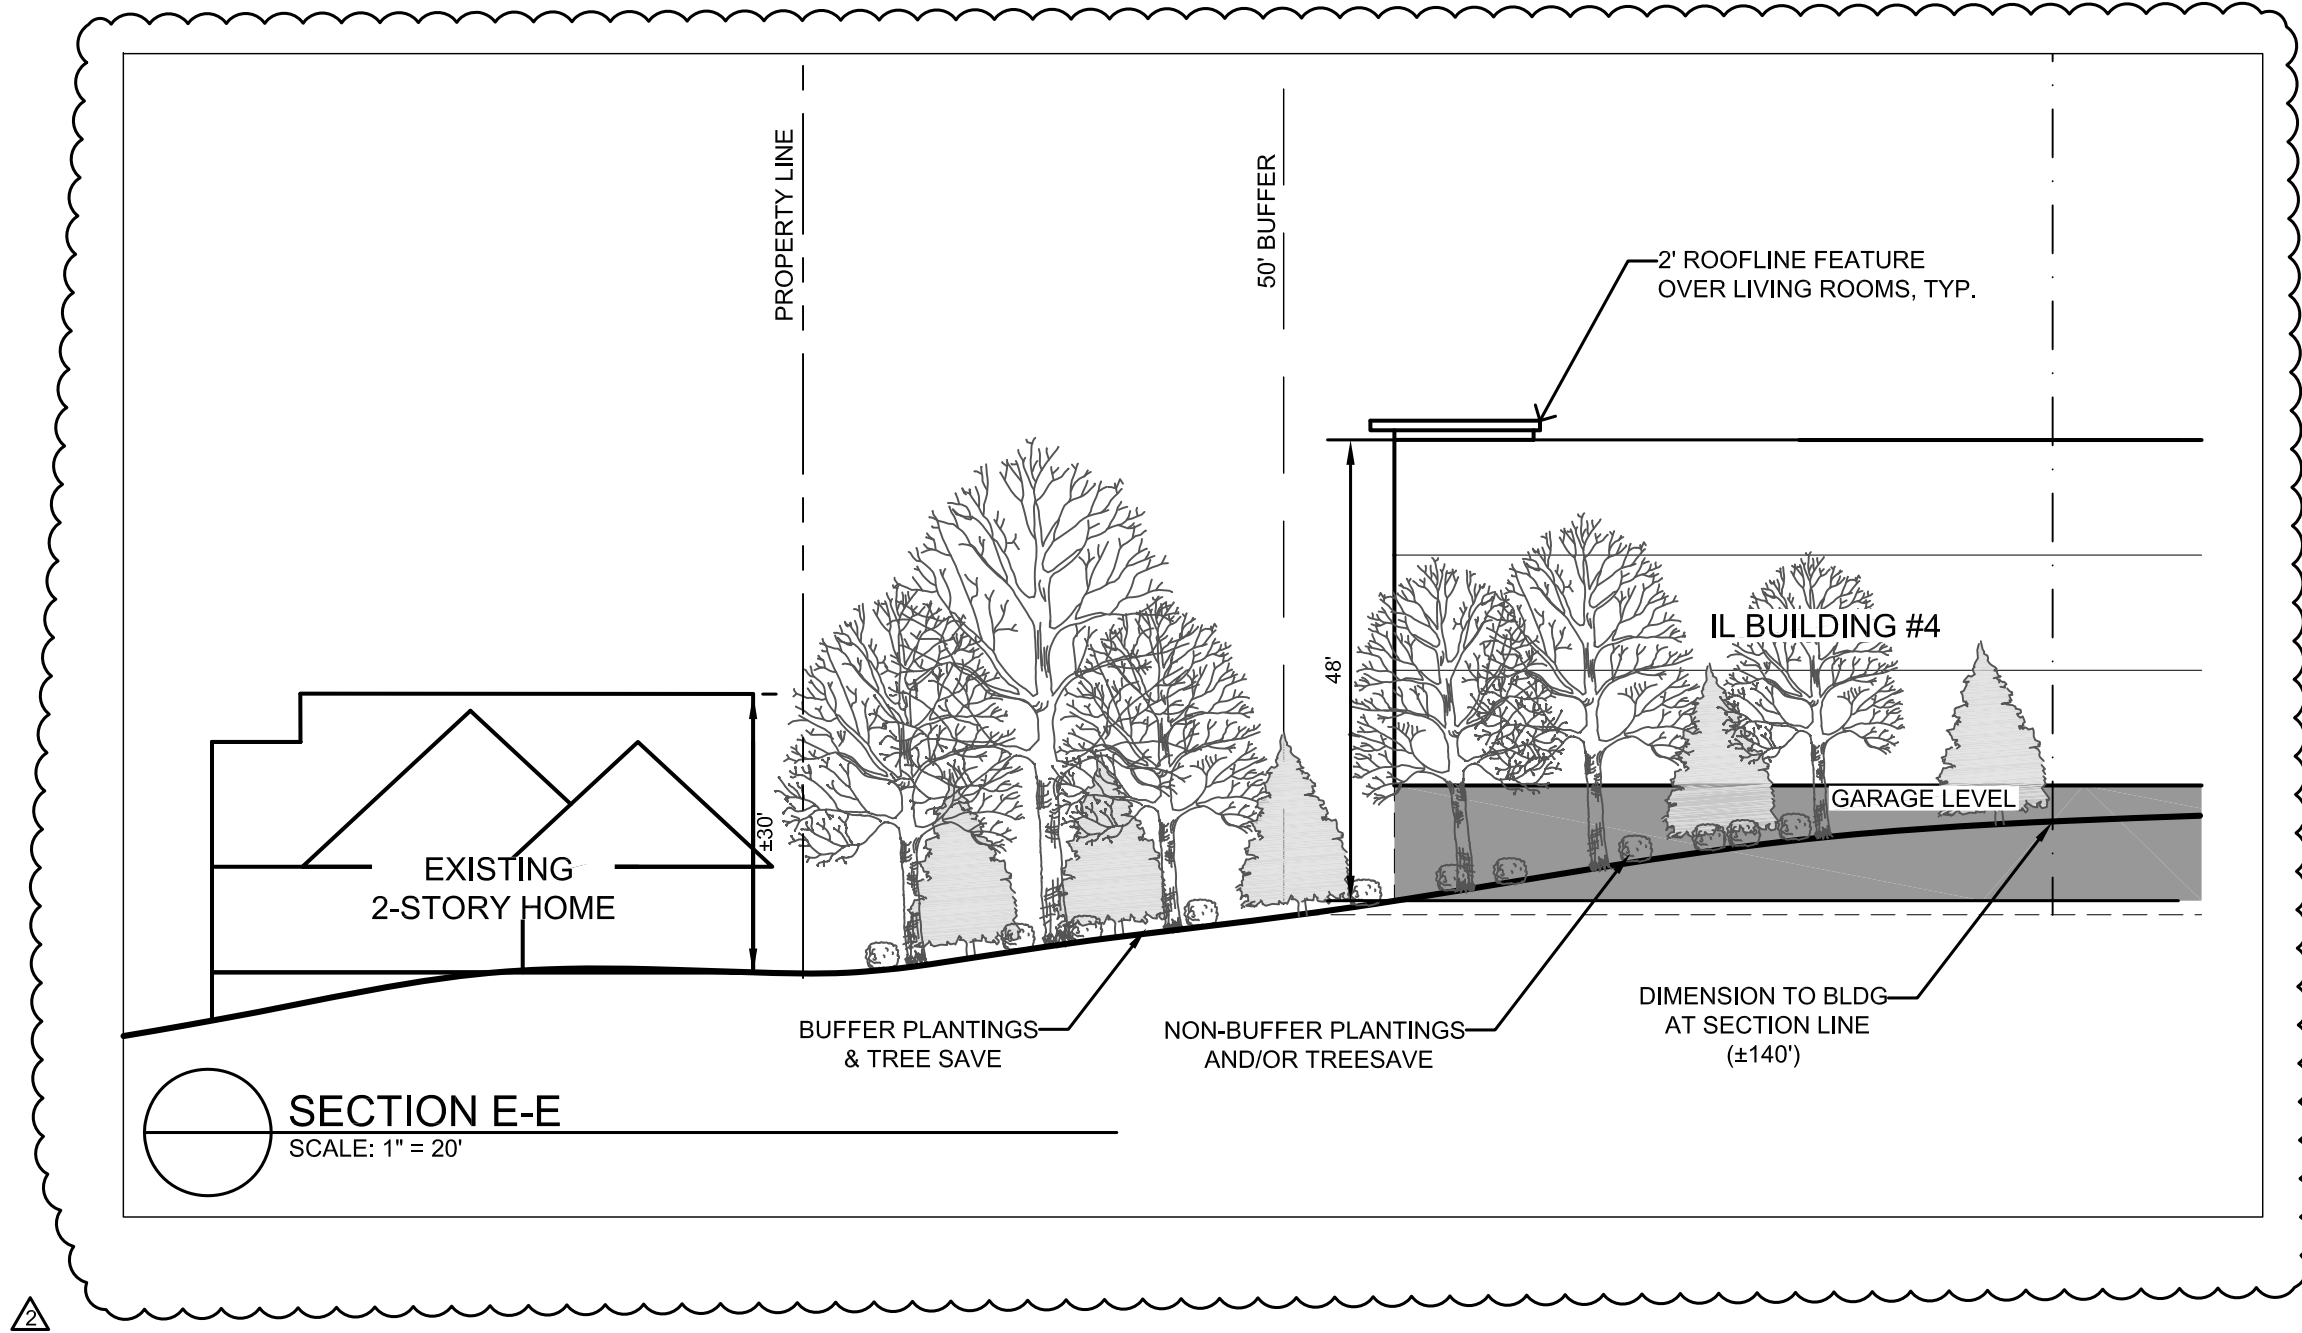 PROPERTY LINE
50' BUFFER
2' ROOFLINE FEATURE
OVER LIVING ROOMS, TYP.
48'
IL BUILDING #4
GARAGE LEVEL
±30'
EXISTING
2-STORY HOME
BUFFER PLANTINGS
& TREE SAVE
NON-BUFFER PLANTINGS
AND/OR TREESAVE
DIMENSION TO BLDG
AT SECTION LINE
(±140')
SECTION E-E
SCALE: 1" = 20'
2